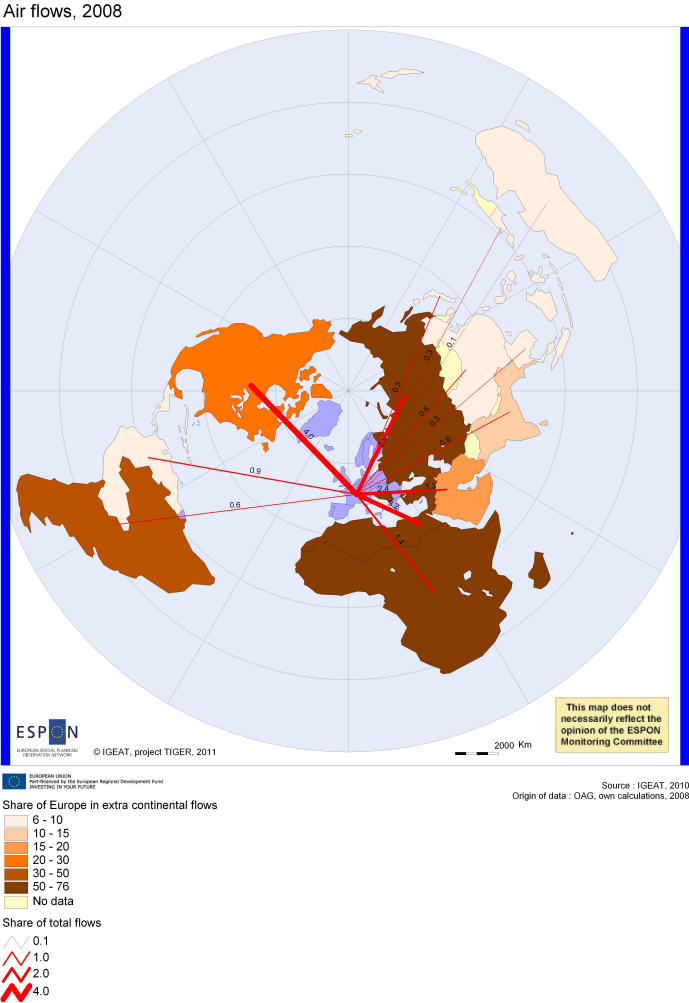 Air flows, 2008
0.1
0.3
0.5
0.6
0.3
0.6
4.0
2.4
1.2
0.9
0.6
1.4
ESPON
EUROPEAN SPATIAL PLANNING
OBSERVATION NETWORK
© IGEAT, project TIGER, 2011
2000 Km
This map does not
necessarily reflect the
opinion of the ESPON
Monitoring Committee
EUROPEAN UNION
Part-financed by the European Regional Development Fund
INVESTING IN YOUR FUTURE
Source : IGEAT, 2010
Origin of data : OAG, own calculations, 2008
Share of Europe in extra continental flows
6 - 10
10 - 15
15 - 20
20 - 30
30 - 50
50 - 76
No data
Share of total flows
0.1
1.0
2.0
4.0